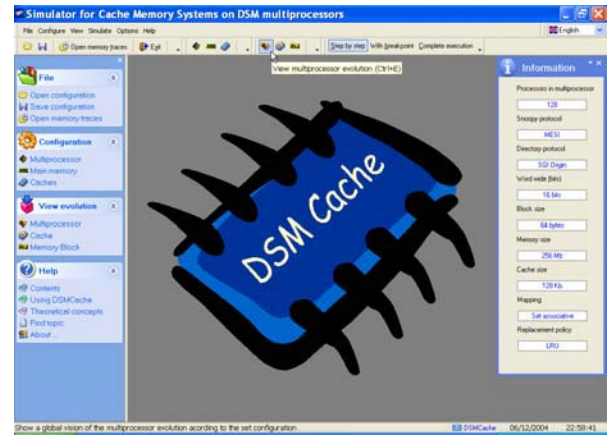 Simulator for Cache Memory Systems on DSM multiprocessors
File Configure View Simulate Options Help
English
Open memory traces Exit Step by step With breakpoint Complete execution
View multiprocessor evolution (Ctrl+E)
File
Open configuration
Save configuration
Open memory traces
Configuration
Multiprocessor
Main memory
Caches
View evolution
Multiprocessor
Cache
Memory Block
Help
Contents
Using DSMCache
Theoretical concepts
Find topic
About...
DSM Cache
Information
Processors in multiprocessor
128
Snoopy protocol
MESI
Directory protocol
SGI Origin
Word wide (bits)
16 bits
Block size
64 bytes
Memory size
256 Mb
Cache size
128 Kb
Mapping
Set associative
Replacement policy
LRU
Show a global vision of the multiprocessor evolution acording to the set configuration
DSMCache 06/12/2004 22:58:41